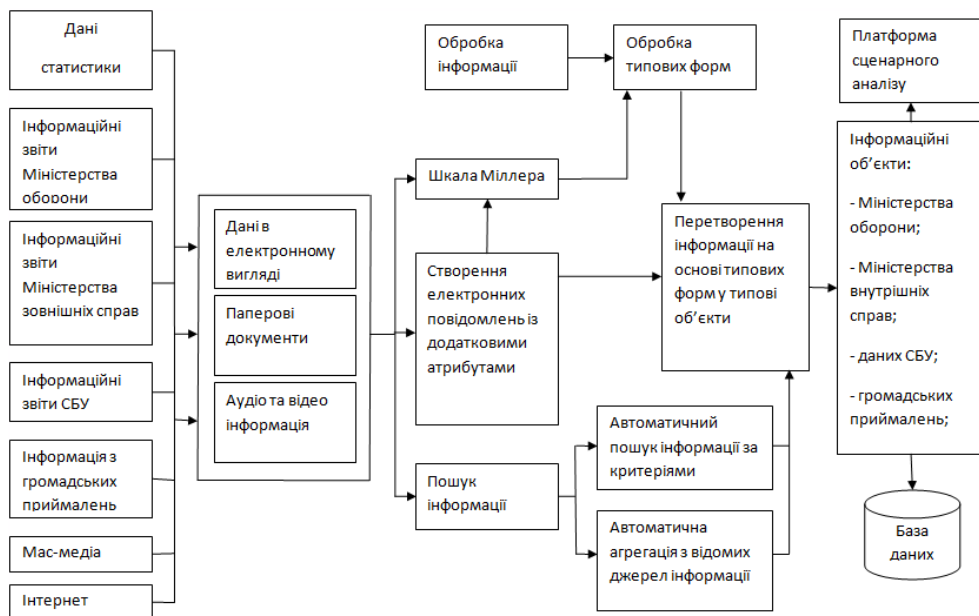 Дані
статистики
Інформаційні
звіти
Міністерства
оборони
Інформаційні
звіти
Міністерства
зовнішніх справ
Інформаційні
звіти СБУ
Інформація з
громадських
приймалень
Мас-медіа
Інтернет
Дані в
електронному
вигляді
Паперові
документи
Аудіо та відео
інформація
Обробка
інформації
Обробка
типових форм
Шкала Міллера
Створення
електронних
повідомлень із
додатковими
атрибутами
Пошук
інформації
Автоматичний
пошук інформації за
критеріями
Автоматична
агрегація з відомих
джерел інформації
Перетворення
інформації на
основі типових
форм у типові
об’єкти
Платформа
сценарного
аналізу
Інформаційні
об’єкти:
- Міністерства
оборони;
- Міністерства
внутрішніх
справ;
- даних СБУ;
- громадських
приймалень;
База
даних